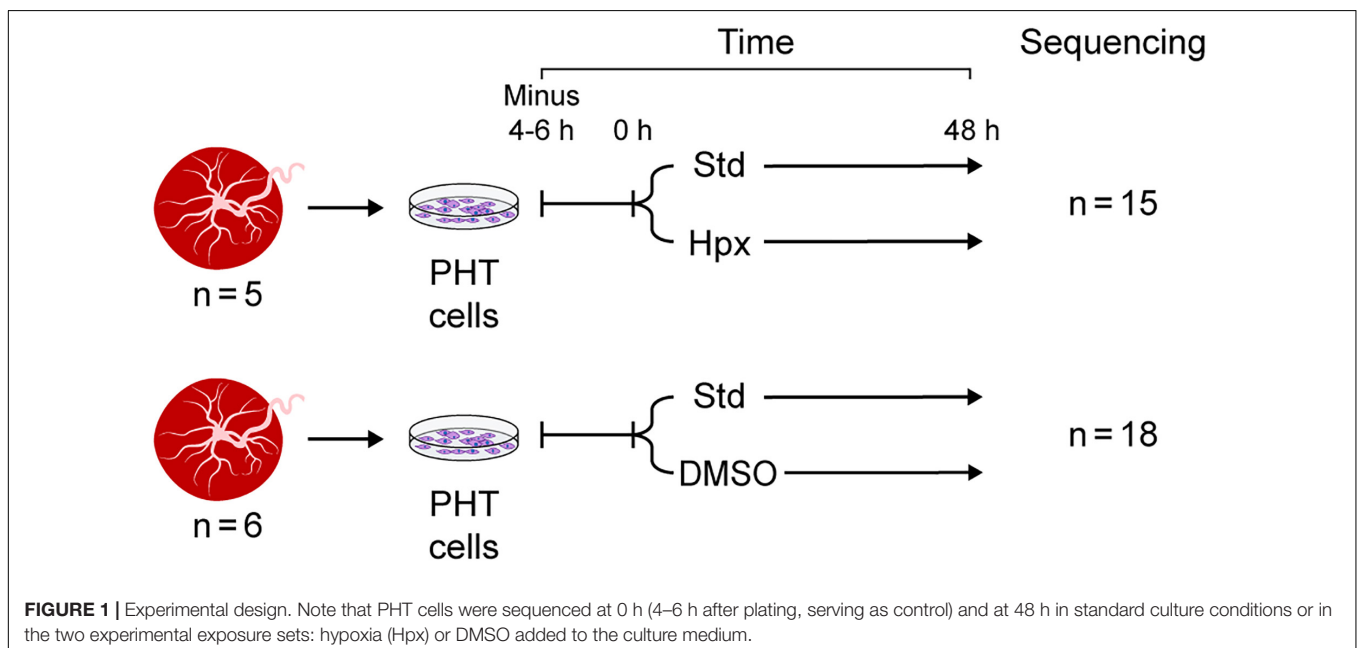 Time Sequencing
Minus
4-6 h 0 h 48 h
Std
n = 15
Hpx
n = 5
PHT
cells
Std
n = 18
DMSO
n = 6
PHT
cells
FIGURE 1 | Experimental design. Note that PHT cells were sequenced at 0 h (4–6 h after plating, serving as control) and at 48 h in standard culture conditions or in
the two experimental exposure sets: hypoxia (Hpx) or DMSO added to the culture medium.